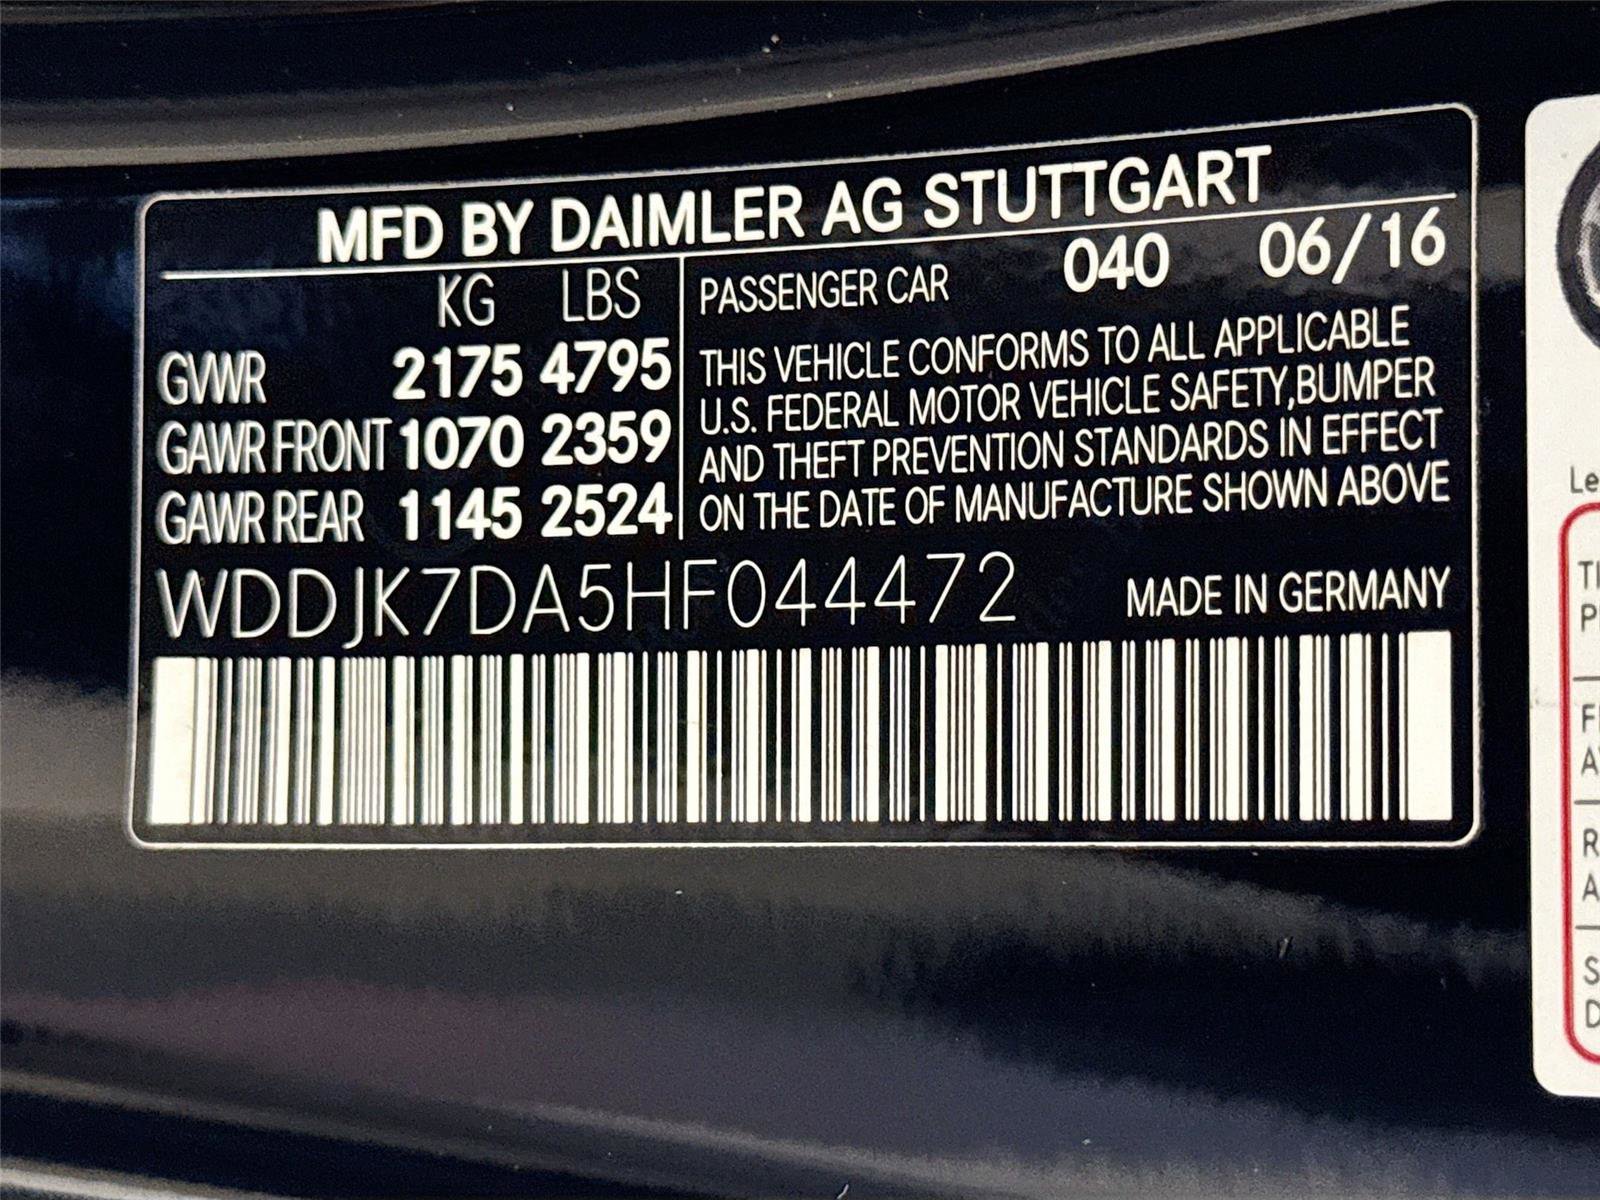 MFD BY DAIMLER AG STUTTGART
KG LBS
GVWR 2175 4795
GAWR FRONT 1070 2359
GAWR REAR 1145 2524
PASSENGER CAR 040 06/16
THIS VEHICLE CONFORMS TO ALL APPLICABLE
U.S. FEDERAL MOTOR VEHICLE SAFETY,BUMPER
AND THEFT PREVENTION STANDARDS IN EFFECT
ON THE DATE OF MANUFACTURE SHOWN ABOVE
WDDJK7DA5HF044472
MADE IN GERMANY